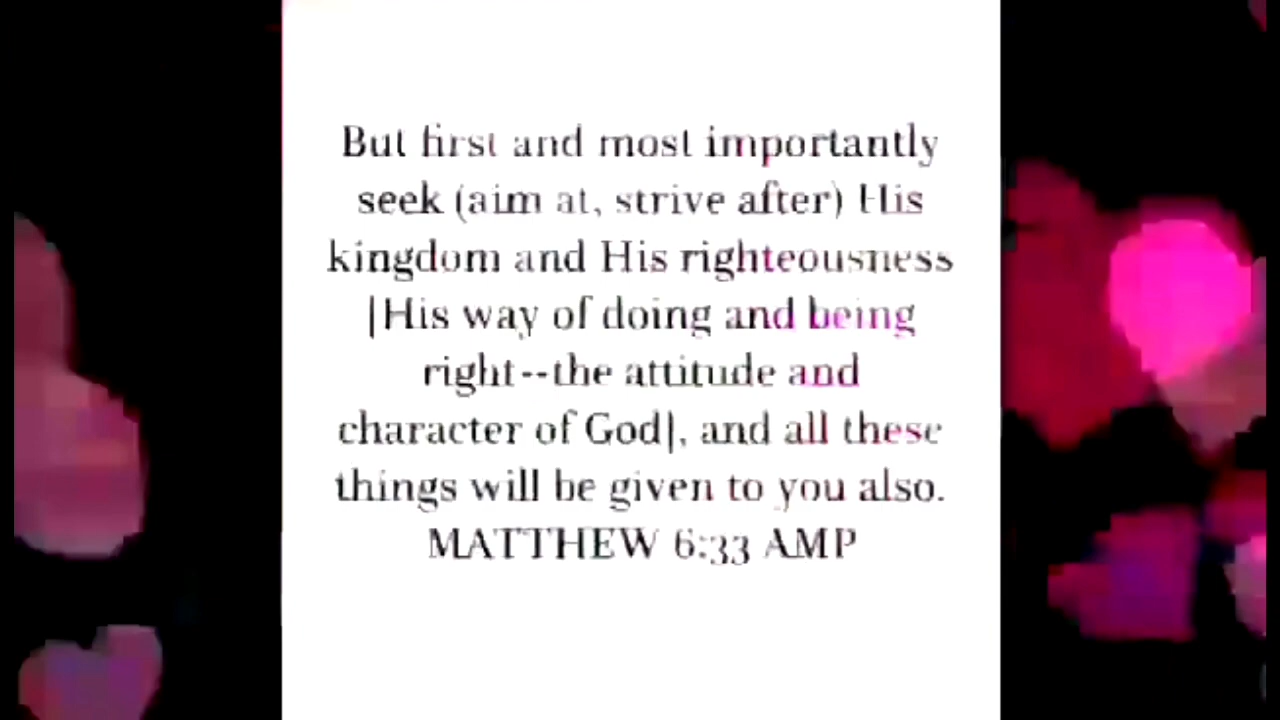 But first and most importantly
seek (aim at, strive after) His
kingdom and His righteousness
[His way of doing and being
right--the attitude and
character of God], and all these
things will be given to you also.
MATTHEW 6:33 AMP